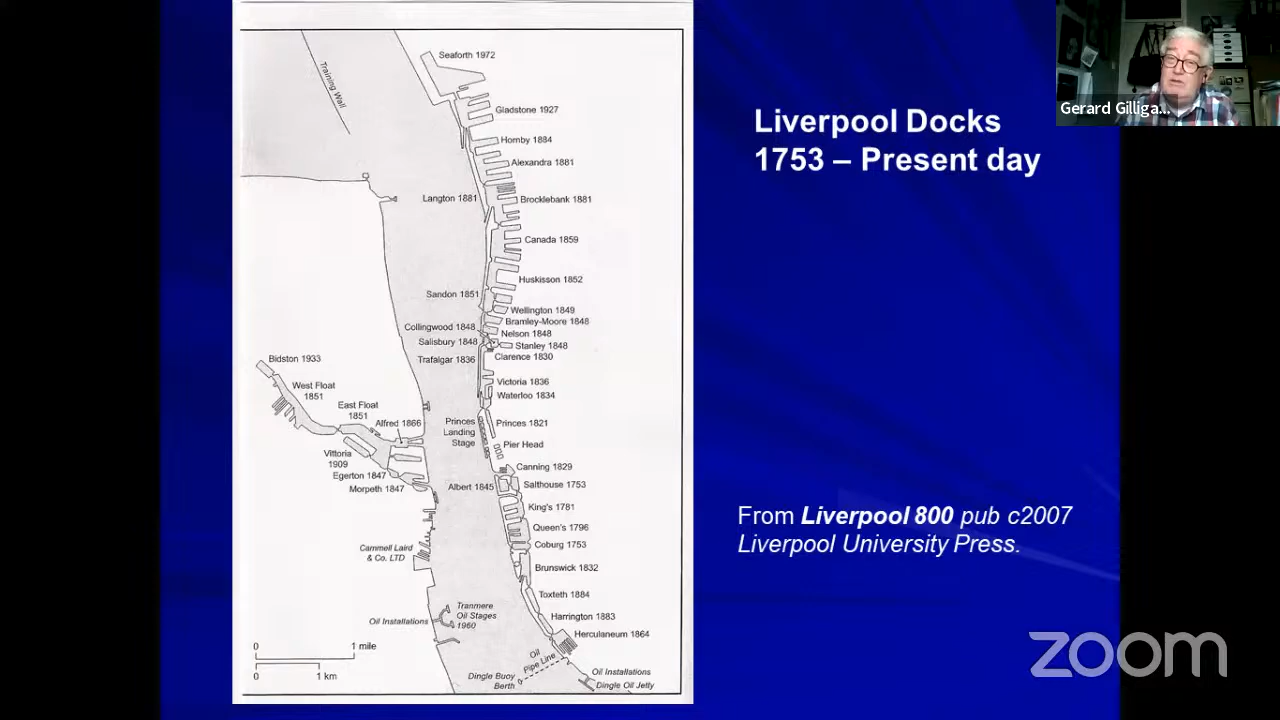 Seaforth 1972
Training Wall
Gladstone 1927
Hornby 1884
Alexandra 1881
Langton 1881
Brocklebank 1881
Canada 1859
Huskisson 1852
Sandon 1851
Wellington 1849
Bramley-Moore 1848
Collingwood 1848
Nelson 1848
Salisbury 1848
Stanley 1848
Clarence 1830
Trafalgar 1836
Bidston 1933
West Float
1851
Victoria 1836
Waterloo 1834
East Float
1851
Alfred 1866
Princes
Landing
Stage
Princes 1821
Pier Head
Vittoria
1909
Egerton 1847
Morpeth 1847
Canning 1829
Albert 1845
Salthouse 1753
King's 1781
Queen's 1796
Coburg 1753
Cammell Laird
& Co. LTD
Brunswick 1832
Toxteth 1884
Tranmere
Oil Stages
1960
Oil Installations
Harrington 1883
Herculaneum 1864
0
1 mile
0
1 km
Oil
Pipe Line
Dingle Buoy
Berth
Oil Installations
Dingle Oil Jetty
Liverpool Docks
1753 – Present day
From Liverpool 800 pub c2007
Liverpool University Press.
Gerard Gilliga...
zoom